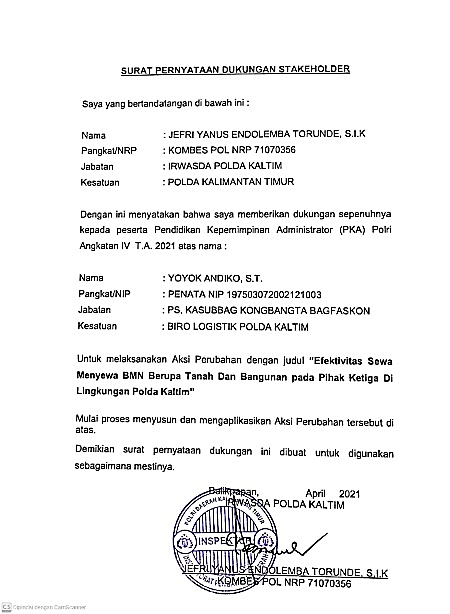 SURAT PERNYATAAN DUKUNGAN STAKEHOLDER
Saya yang bertandatangan di bawah ini :
Nama : JEFRI YANUS ENDOLEMBA TORUNDE, S.I.K
Pangkat/NRP : KOMBES POL NRP 71070356
Jabatan : IRWASDA POLDA KALTIM
Kesatuan : POLDA KALIMANTAN TIMUR
Dengan ini menyatakan bahwa saya memberikan dukungan sepenuhnya
kepada peserta Pendidikan Kepemimpinan Administrator (PKA) Polri
Angkatan IV T.A. 2021 atas nama :
Nama : YOYOK ANDIKO, S.T.
Pangkat/NIP : PENATA NIP 197503072002121003
Jabatan : PS. KASUBBAG KONGBANGTA BAGFASKON
Kesatuan : BIRO LOGISTIK POLDA KALTIM
Untuk melaksanakan Aksi Perubahan dengan judul "Efektivitas Sewa
Menyewa BMN Berupa Tanah Dan Bangunan pada Pihak Ketiga Di
Lingkungan Polda Kaltim"
Mulai proses menyusun dan mengaplikasikan Aksi Perubahan tersebut di
atas.
Demikian surat pernyataan dukungan ini dibuat untuk digunakan
sebagaimana mestinya.
Balikpapan, April 2021
IRWASDA POLDA KALTIM
INSPEKTUR
JEFRI YANUS ENDOLEMBA TORUNDE, S.I.K
KOMBES POL NRP 71070356
CS Dipindai dengan CamScanner